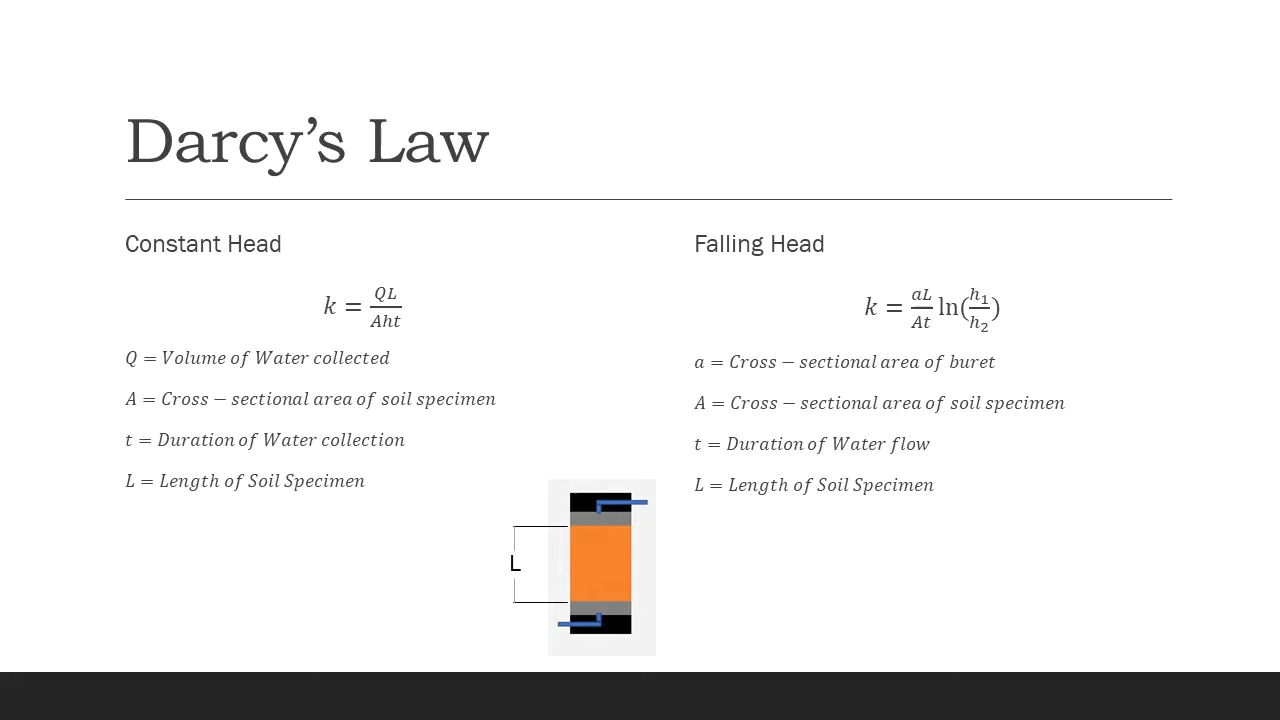 Darcy’s Law
Constant Head
k = QL/Aht
Q = Volume of Water collected
A = Cross − sectional area of soil specimen
t = Duration of Water collection
L = Length of Soil Specimen
L
Falling Head
k = aL/At ln(h₁/h₂)
a = Cross − sectional area of buret
A = Cross − sectional area of soil specimen
t = Duration of Water flow
L = Length of Soil Specimen